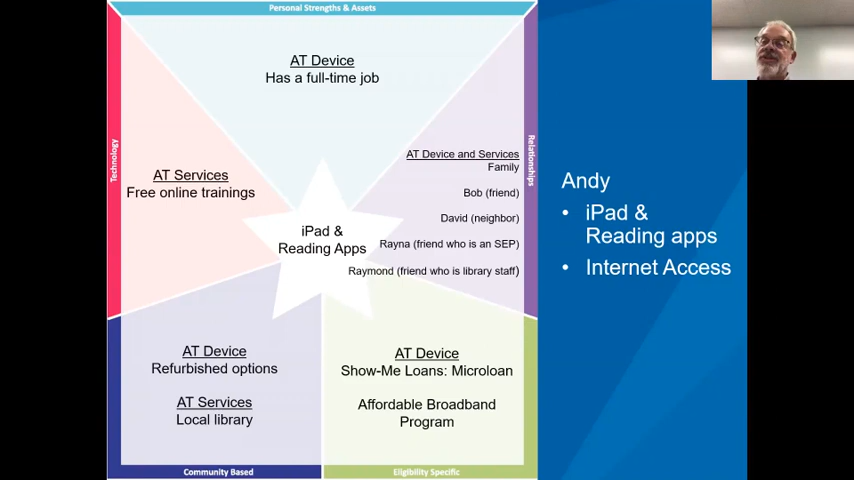 Personal Strengths & Assets
AT Device
Has a full-time job
Technology
AT Services
Free online trainings
Relationships
AT Device and Services
Family
Bob (friend)
David (neighbor)
Rayna (friend who is an SEP)
Raymond (friend who is library staff)
iPad &
Reading Apps
AT Device
Refurbished options
AT Services
Local library
Community Based
AT Device
Show-Me Loans: Microloan
Affordable Broadband
Program
Eligibility Specific
Andy
• iPad &
Reading apps
• Internet Access